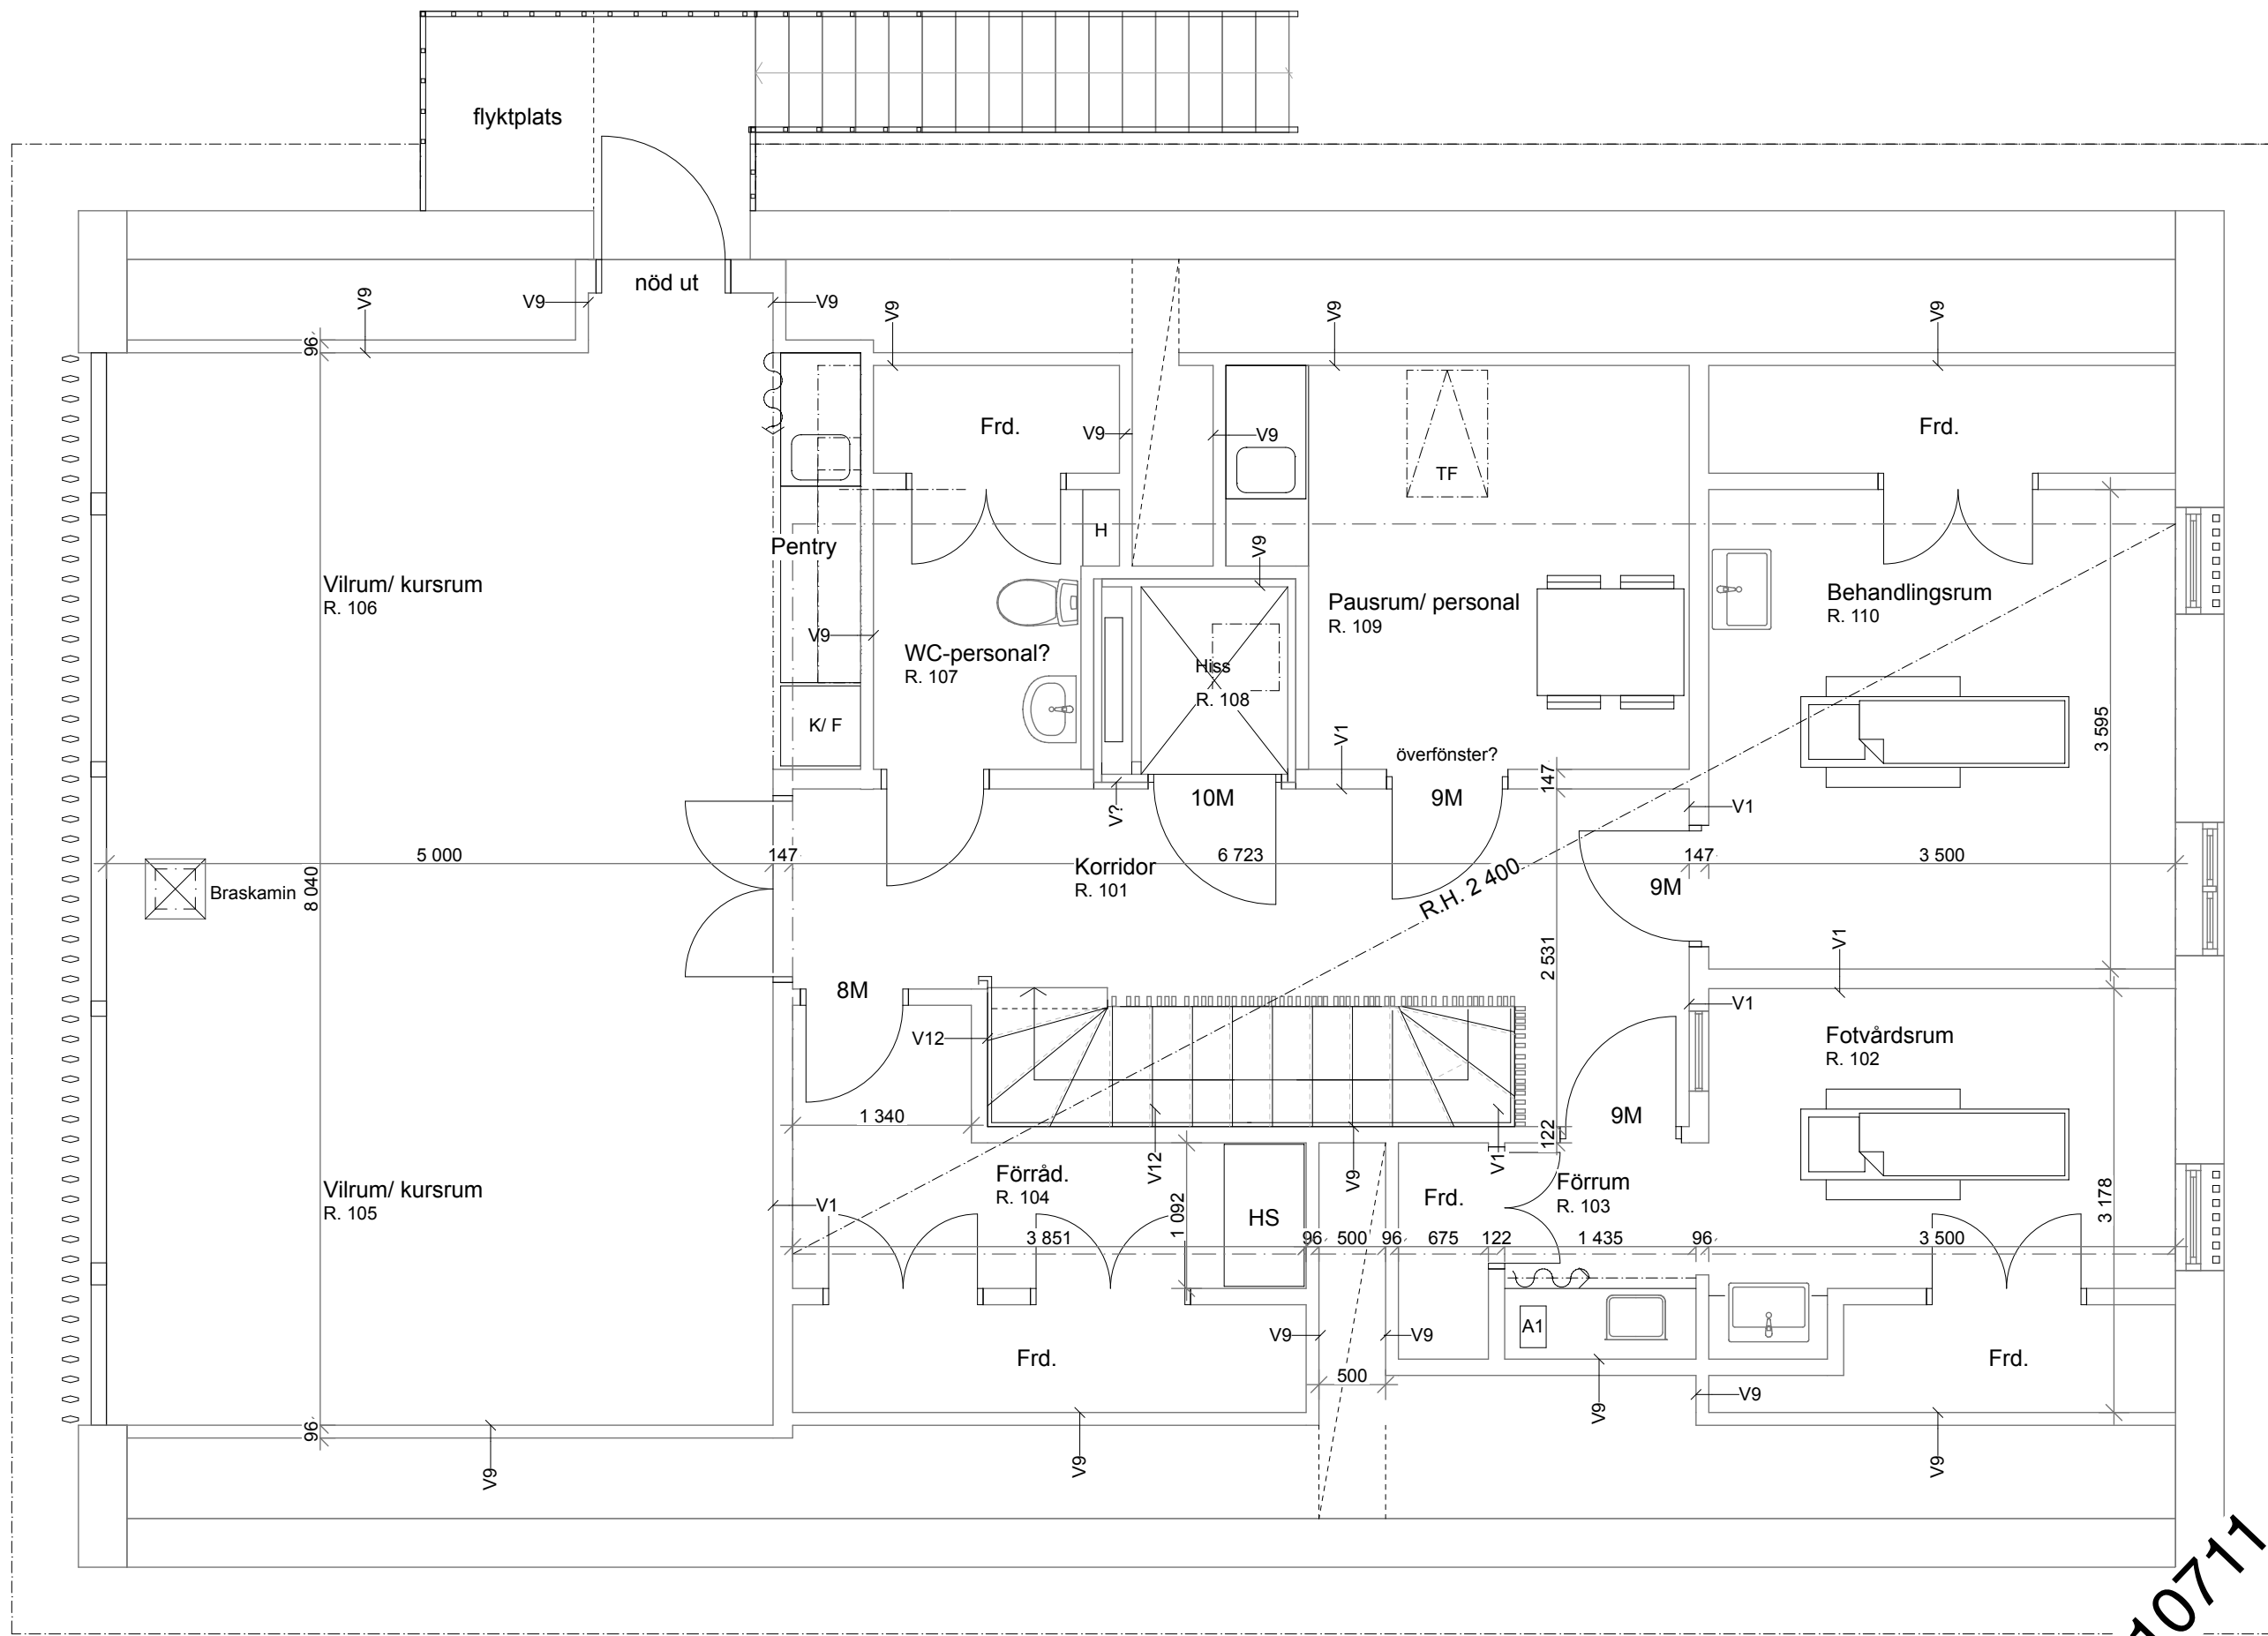 flyktplats
nöd ut
V9
V9
V9
V9
V9
V9
96
Frd.
V9
V9
TF
Frd.
H
Pentry
V9
Vilrum/ kursrum
R. 106
Pausrum/ personal
R. 109
Behandlingsrum
R. 110
V9
WC-personal?
R. 107
Hiss
R. 108
K/ F
V1
överfönster?
3 595
147
V?
10M
9M
V1
5 000
147
6 723
147
3 500
Korridor
R. 101
Braskamin
8 040
R.H. 2 400
9M
2 531
V1
8M
V1
V12
Fotvårdsrum
R. 102
1 340
9M
122
Förråd.
R. 104
V12
V9
V1
Förrum
R. 103
Frd.
Vilrum/ kursrum
R. 105
V1
1 092
HS
3 178
3 851
96
500
96
675
122
1 435
96
3 500
V9
V9
A1
Frd.
Frd.
500
V9
V9
96
V9
V9
V9
10711